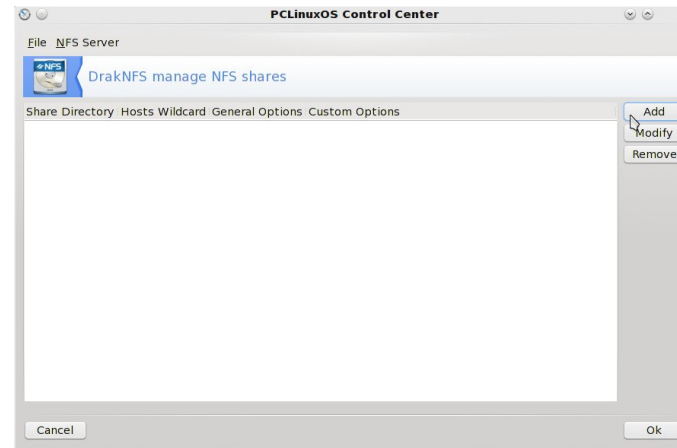 PCLinuxOS Control Center
File NFS Server
NFS
DrakNFS manage NFS shares
Share Directory Hosts Wildcard General Options Custom Options
Add
Modify
Remove
Cancel
Ok